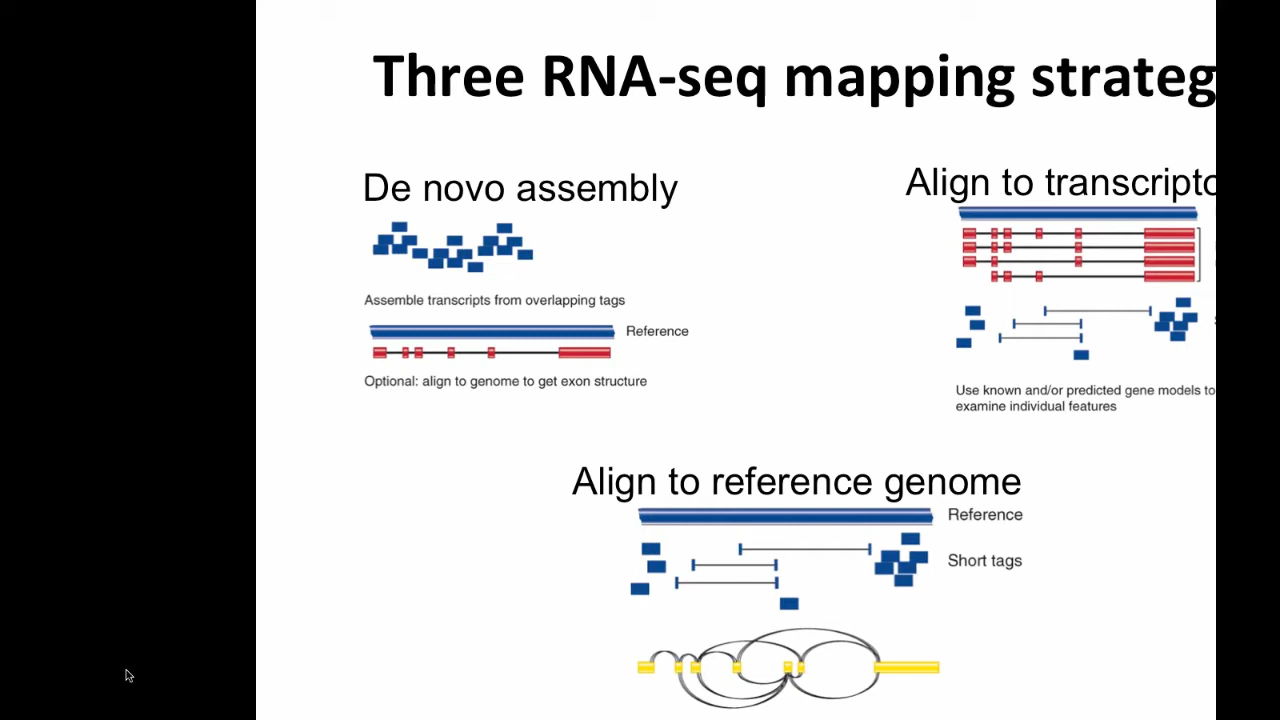 Three RNA-seq mapping strateg
De novo assembly
Assemble transcripts from overlapping tags
Reference
Optional: align to genome to get exon structure
Align to transcripto
Use known and/or predicted gene models to
examine individual features
Align to reference genome
Reference
Short tags